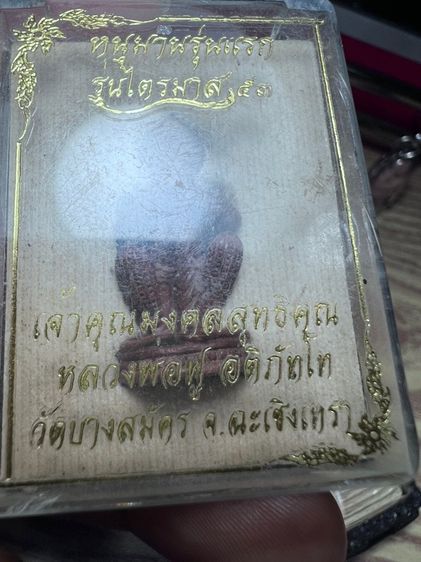 หนุมานรุ่นแรก
รุ่นไตรมาส ๕๓
เจ้าคุณมงคลสุทธิคุณ
หลวงพ่อฟู อติภัทโท
วัดบางสมัคร จ.ฉะเชิงเทรา